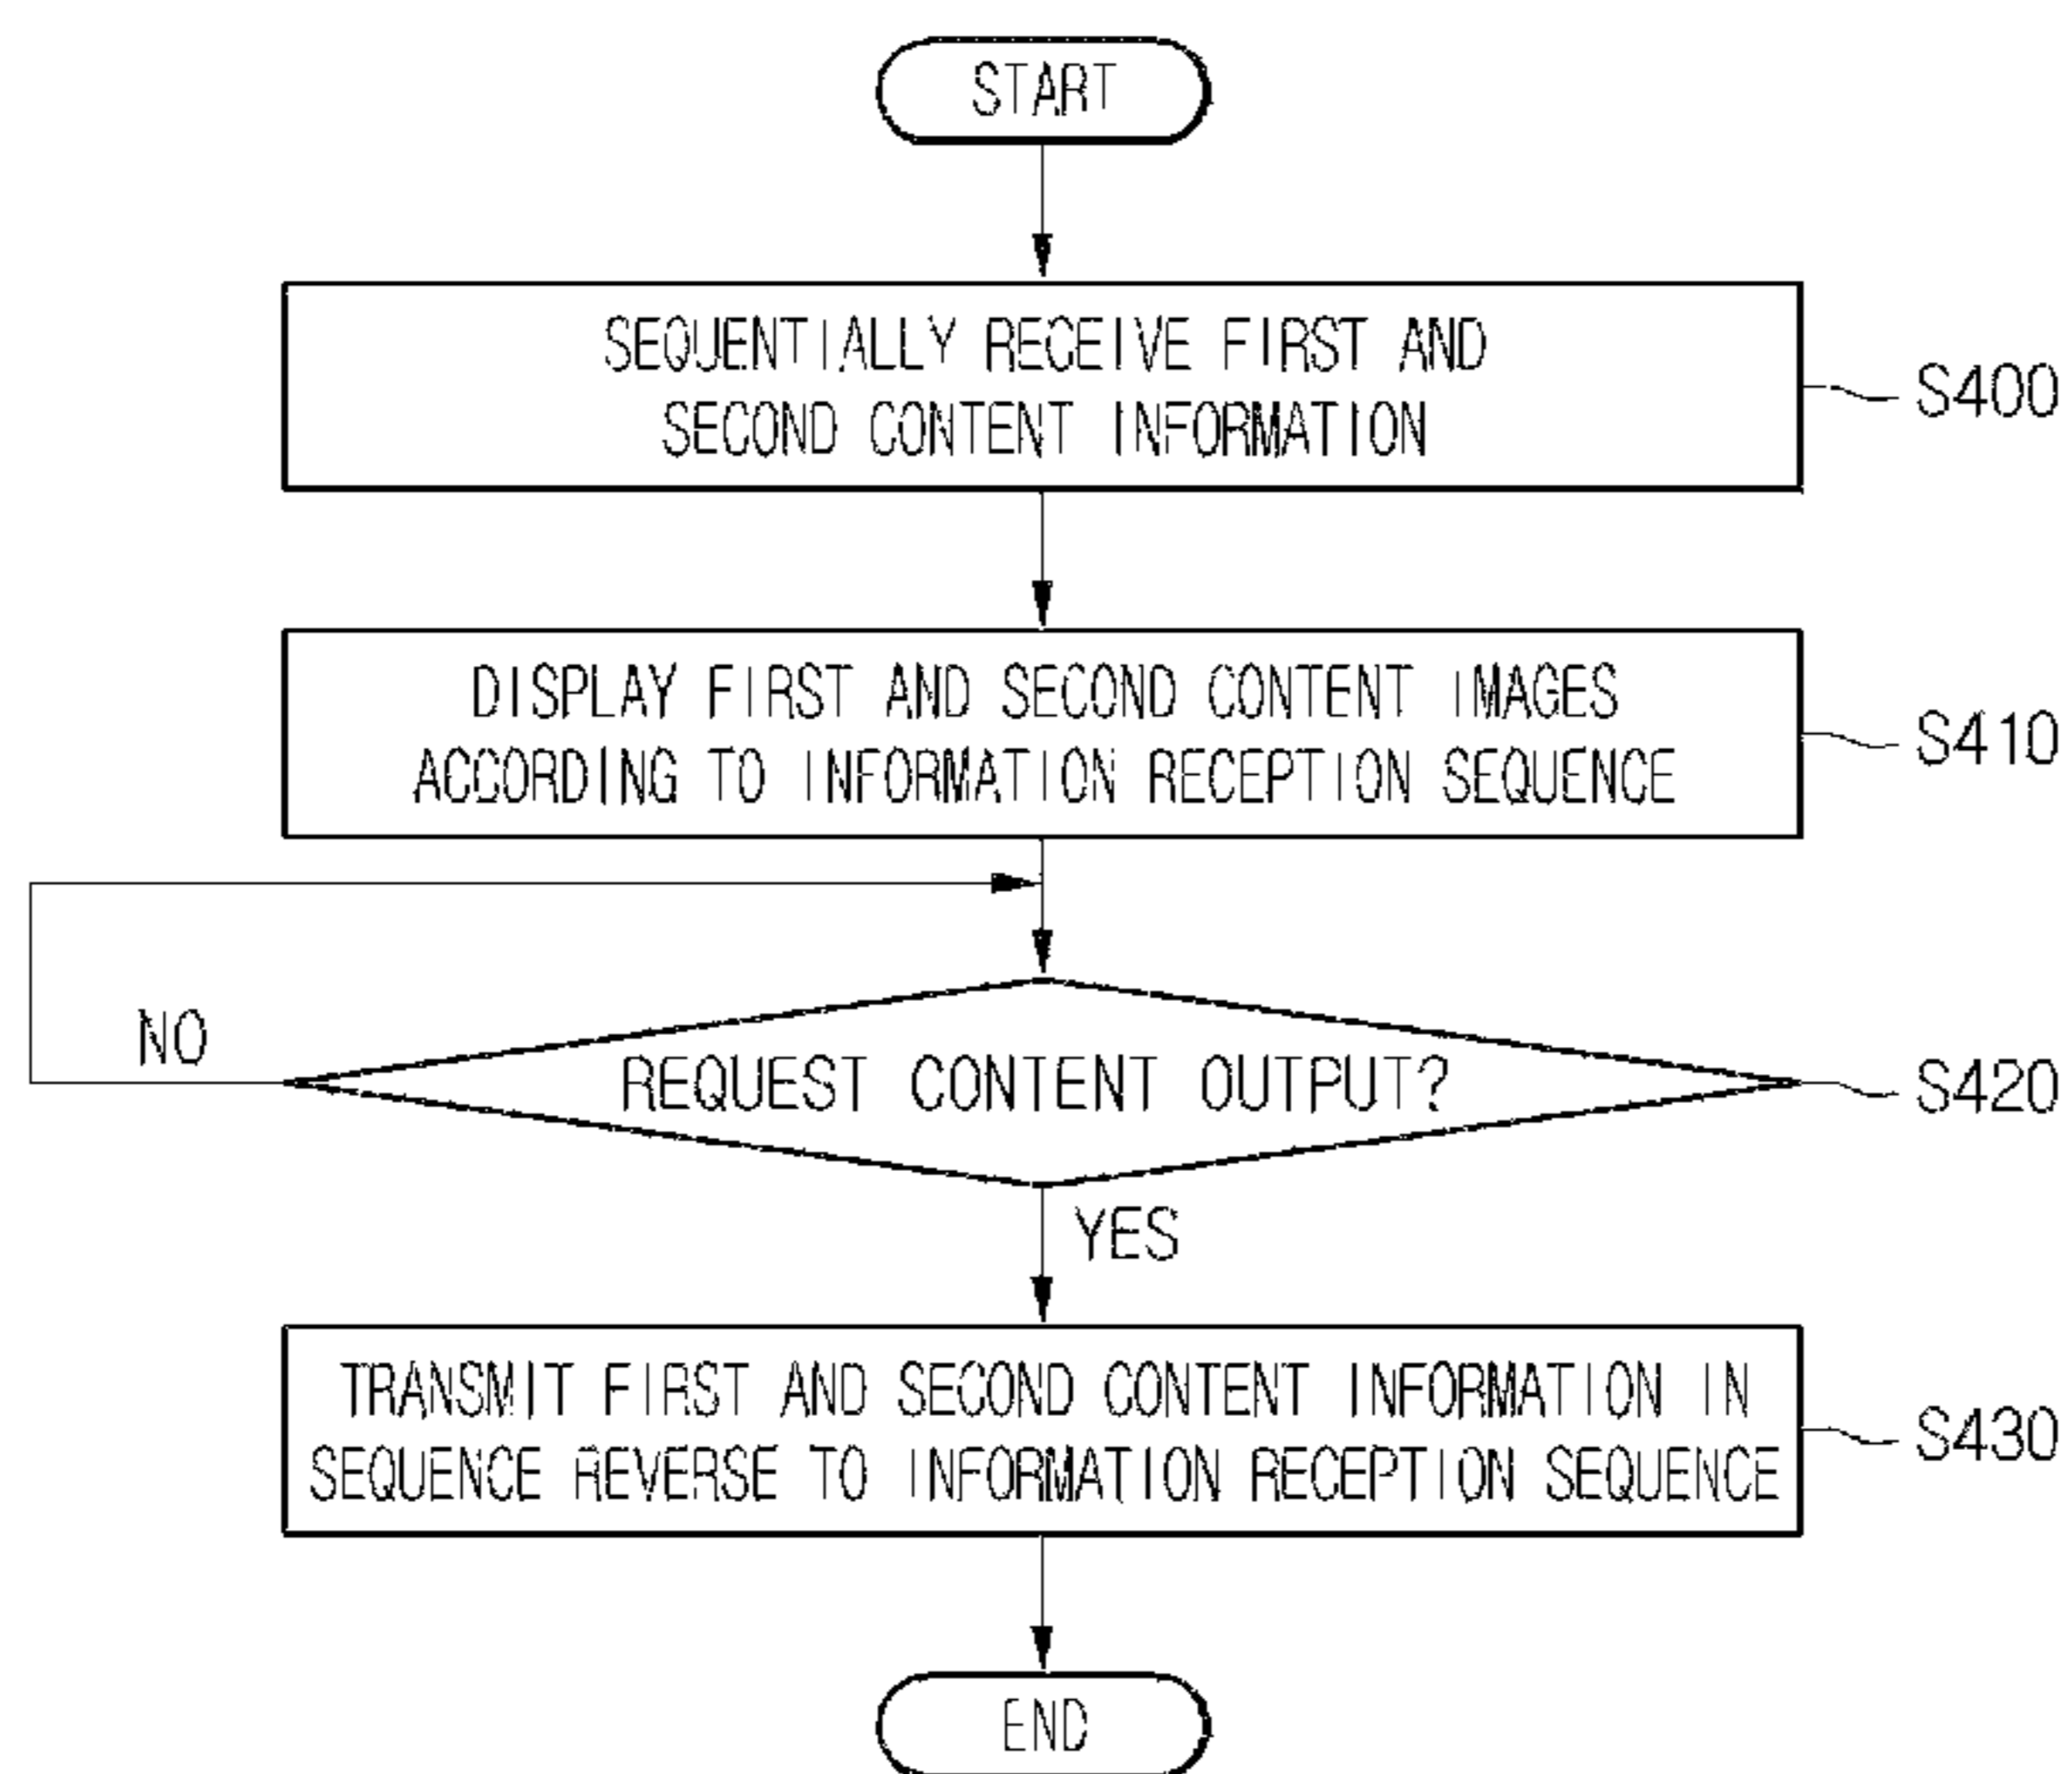 START
SEQUENTIALLY RECEIVE FIRST AND
SECOND CONTENT INFORMATION
S400
DISPLAY FIRST AND SECOND CONTENT IMAGES
ACCORDING TO INFORMATION RECEPTION SEQUENCE
S410
NO
REQUEST CONTENT OUTPUT?
S420
YES
TRANSMIT FIRST AND SECOND CONTENT INFORMATION IN
SEQUENCE REVERSE TO INFORMATION RECEPTION SEQUENCE
S430
END